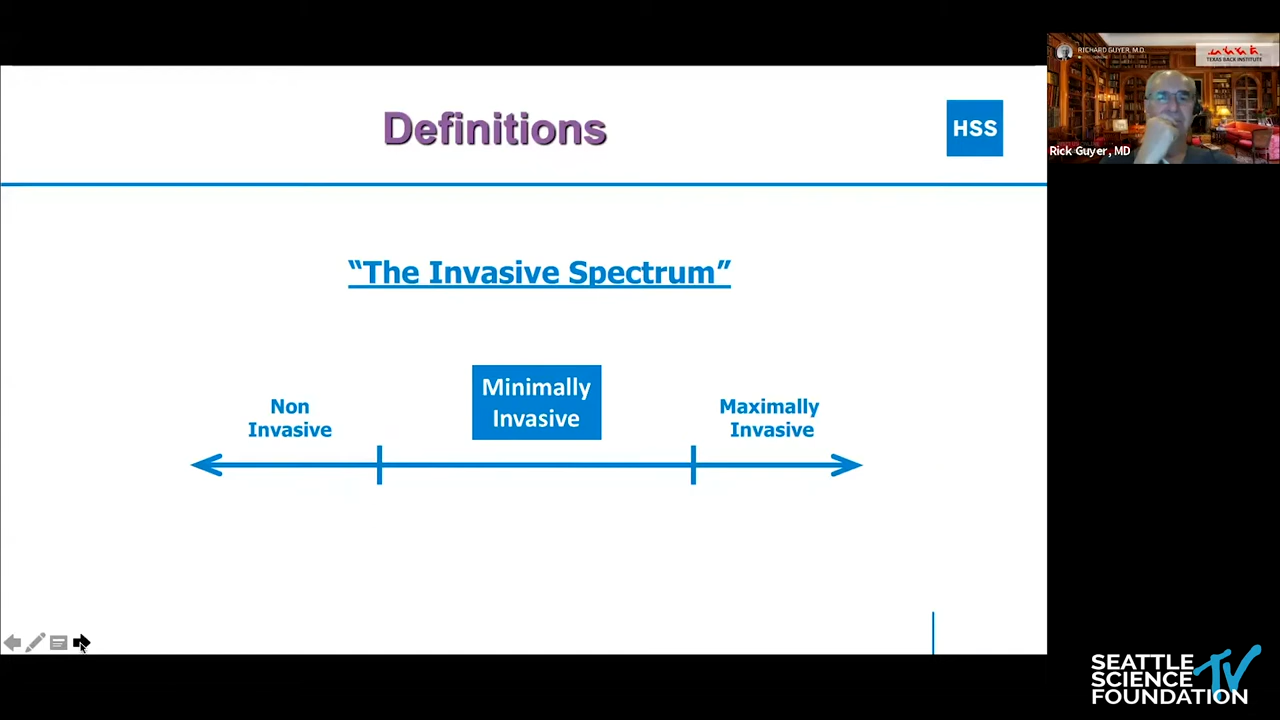 Definitions
HSS
“The Invasive Spectrum”
Non
Invasive
Minimally
Invasive
Maximally
Invasive
RICHARD GUYER, M.D.
TEXAS BACK INSTITUTE
Rick Guyer, MD
SEATTLE
SCIENCE
FOUNDATION
TV